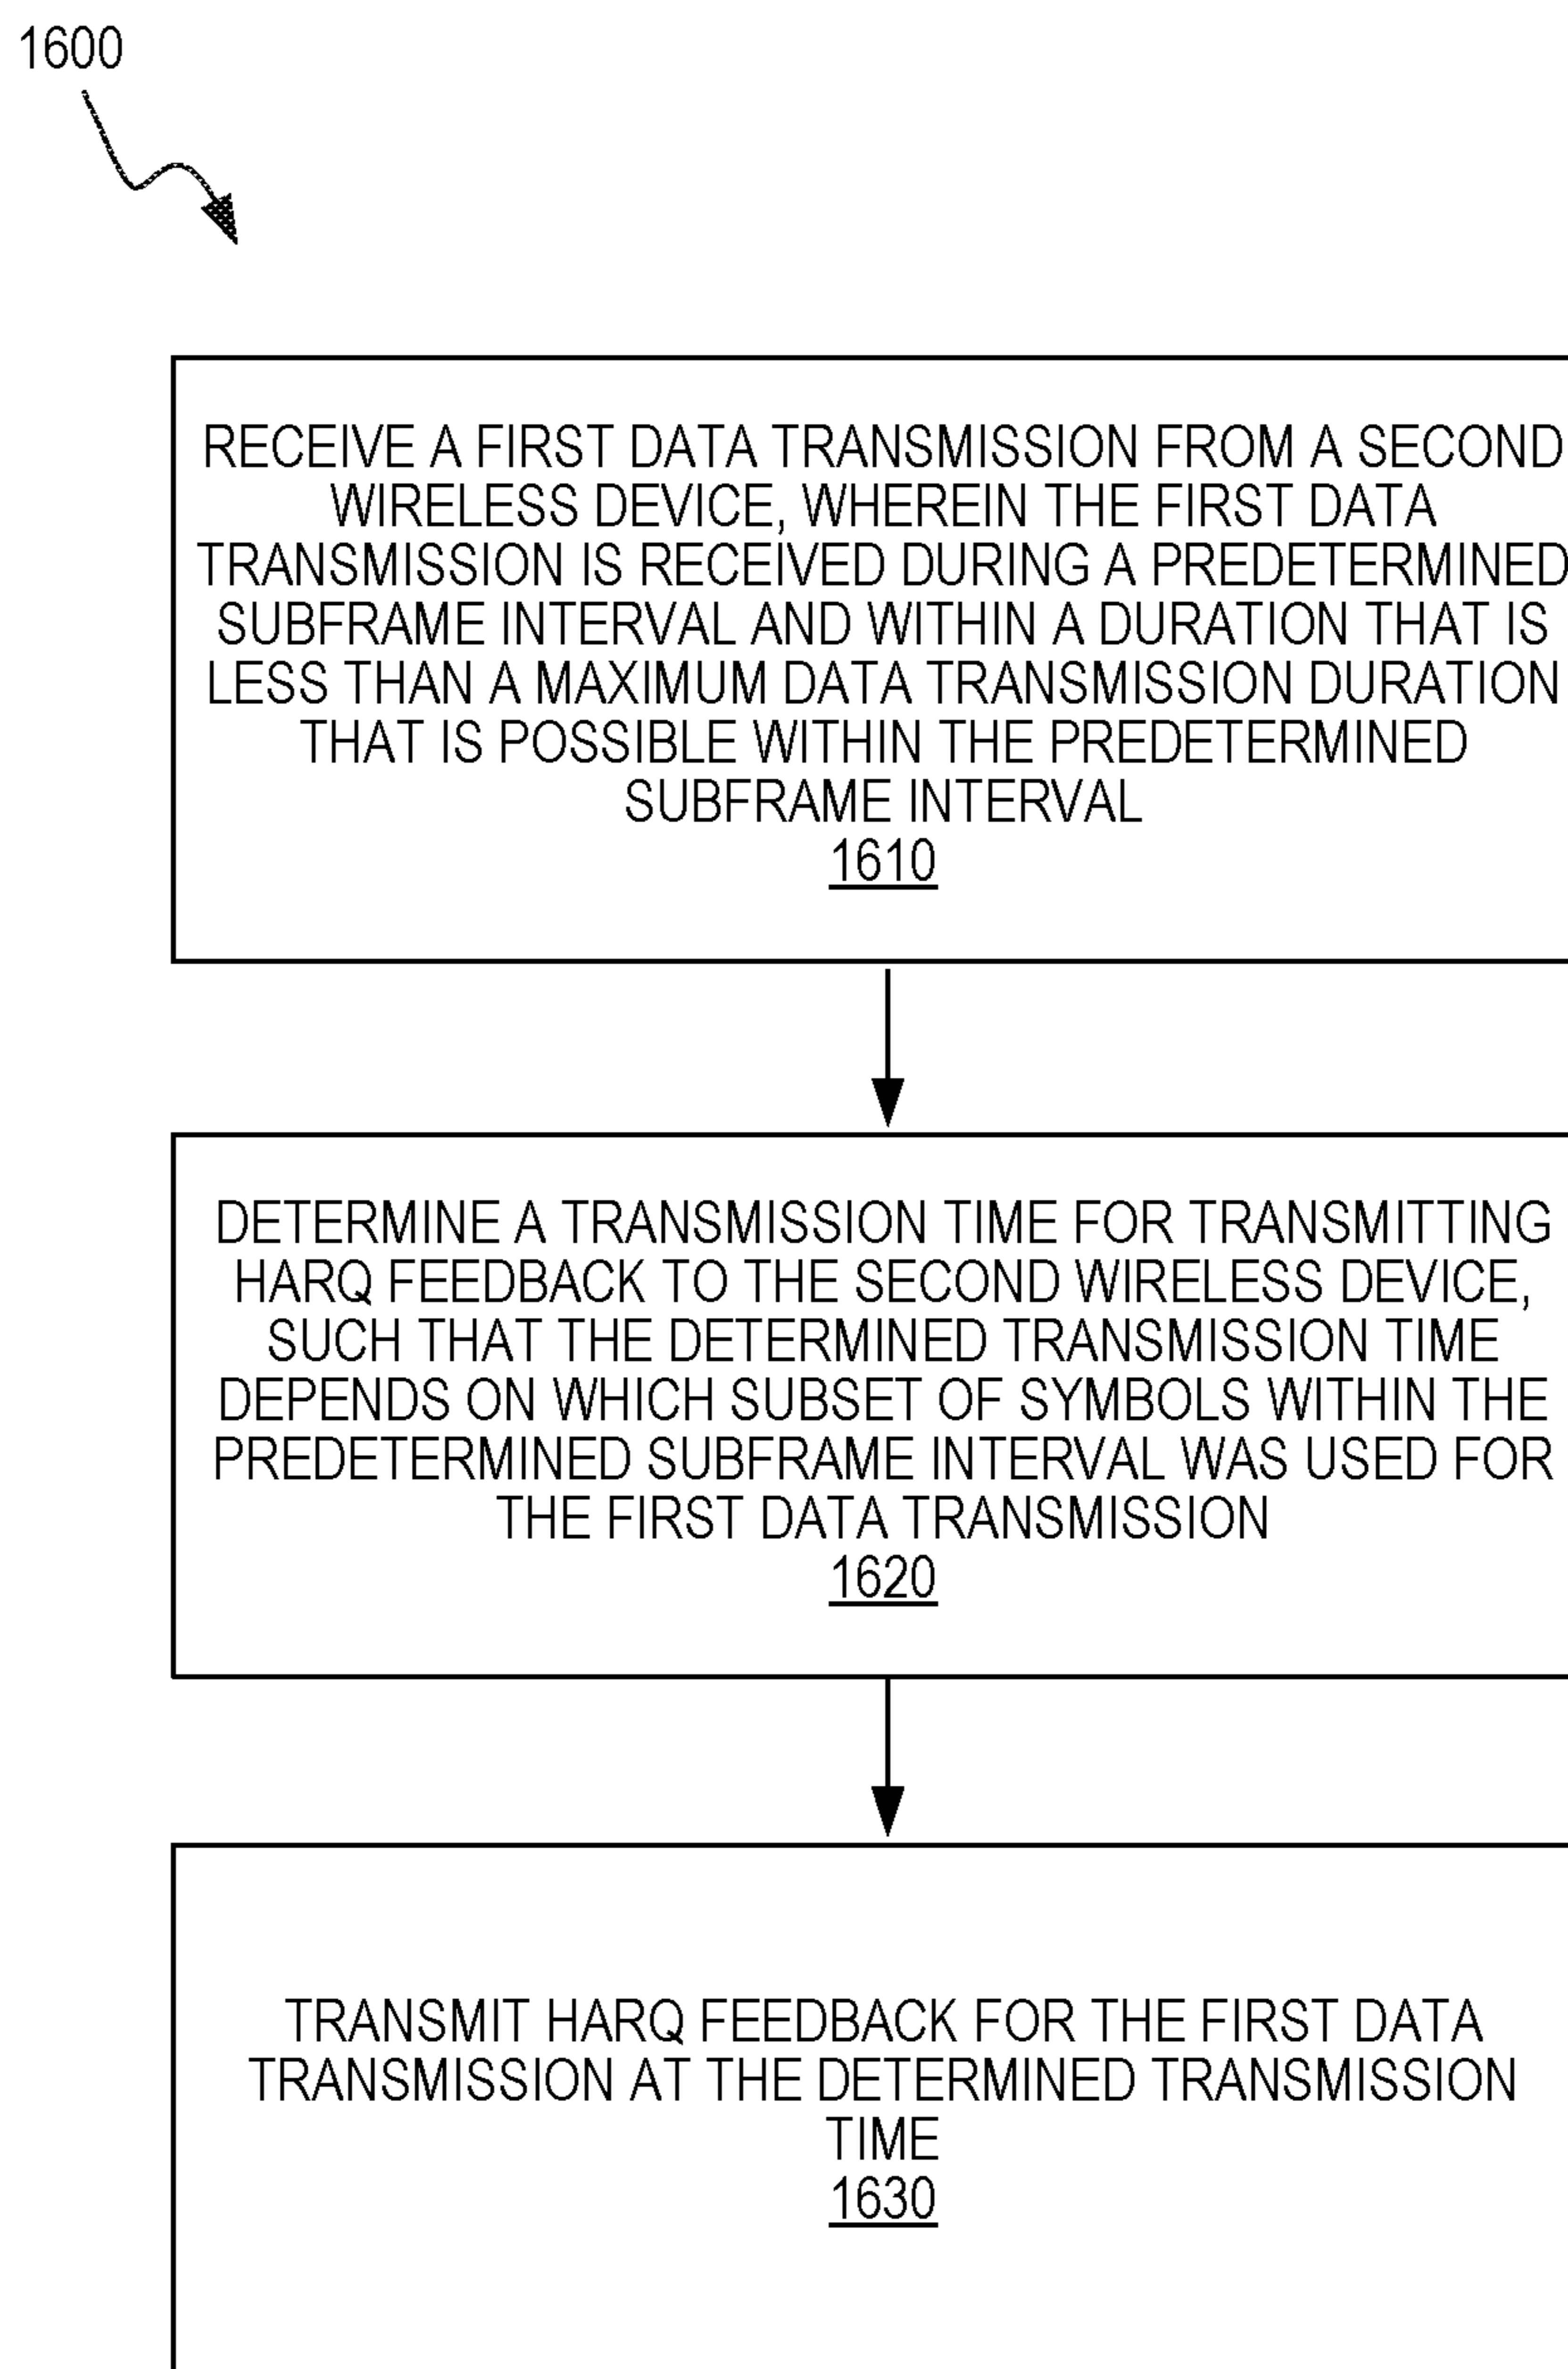 1600
RECEIVE A FIRST DATA TRANSMISSION FROM A SECOND
WIRELESS DEVICE, WHEREIN THE FIRST DATA
TRANSMISSION IS RECEIVED DURING A PREDETERMINED
SUBFRAME INTERVAL AND WITHIN A DURATION THAT IS
LESS THAN A MAXIMUM DATA TRANSMISSION DURATION
THAT IS POSSIBLE WITHIN THE PREDETERMINED
SUBFRAME INTERVAL
1610
DETERMINE A TRANSMISSION TIME FOR TRANSMITTING
HARQ FEEDBACK TO THE SECOND WIRELESS DEVICE,
SUCH THAT THE DETERMINED TRANSMISSION TIME
DEPENDS ON WHICH SUBSET OF SYMBOLS WITHIN THE
PREDETERMINED SUBFRAME INTERVAL WAS USED FOR
THE FIRST DATA TRANSMISSION
1620
TRANSMIT HARQ FEEDBACK FOR THE FIRST DATA
TRANSMISSION AT THE DETERMINED TRANSMISSION
TIME
1630